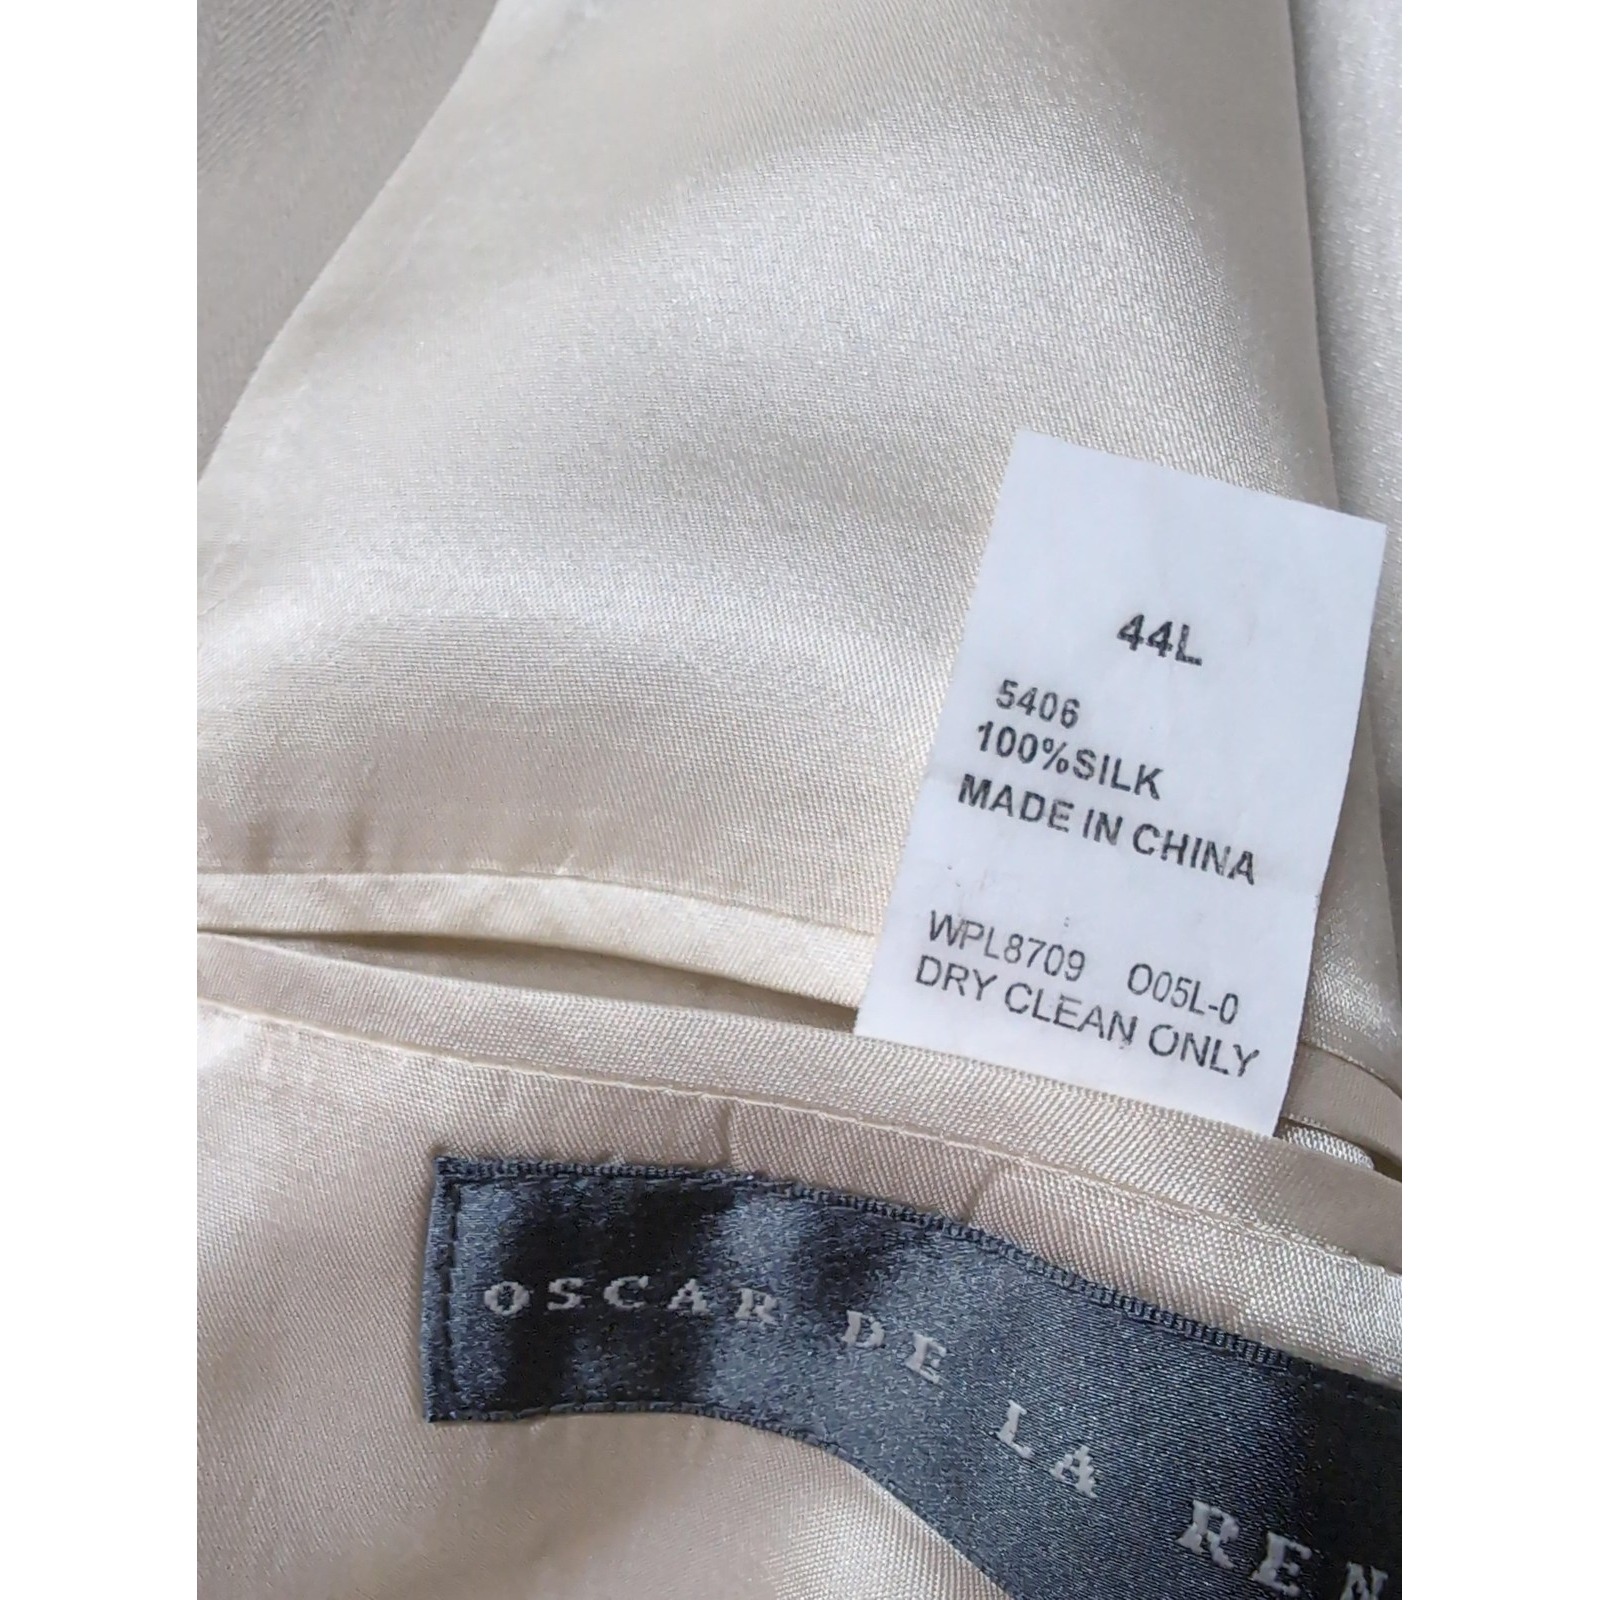 44L
5406
100%SILK
MADE IN CHINA
WPL8709 O05L-0
DRY CLEAN ONLY
OSCAR DE LA REN